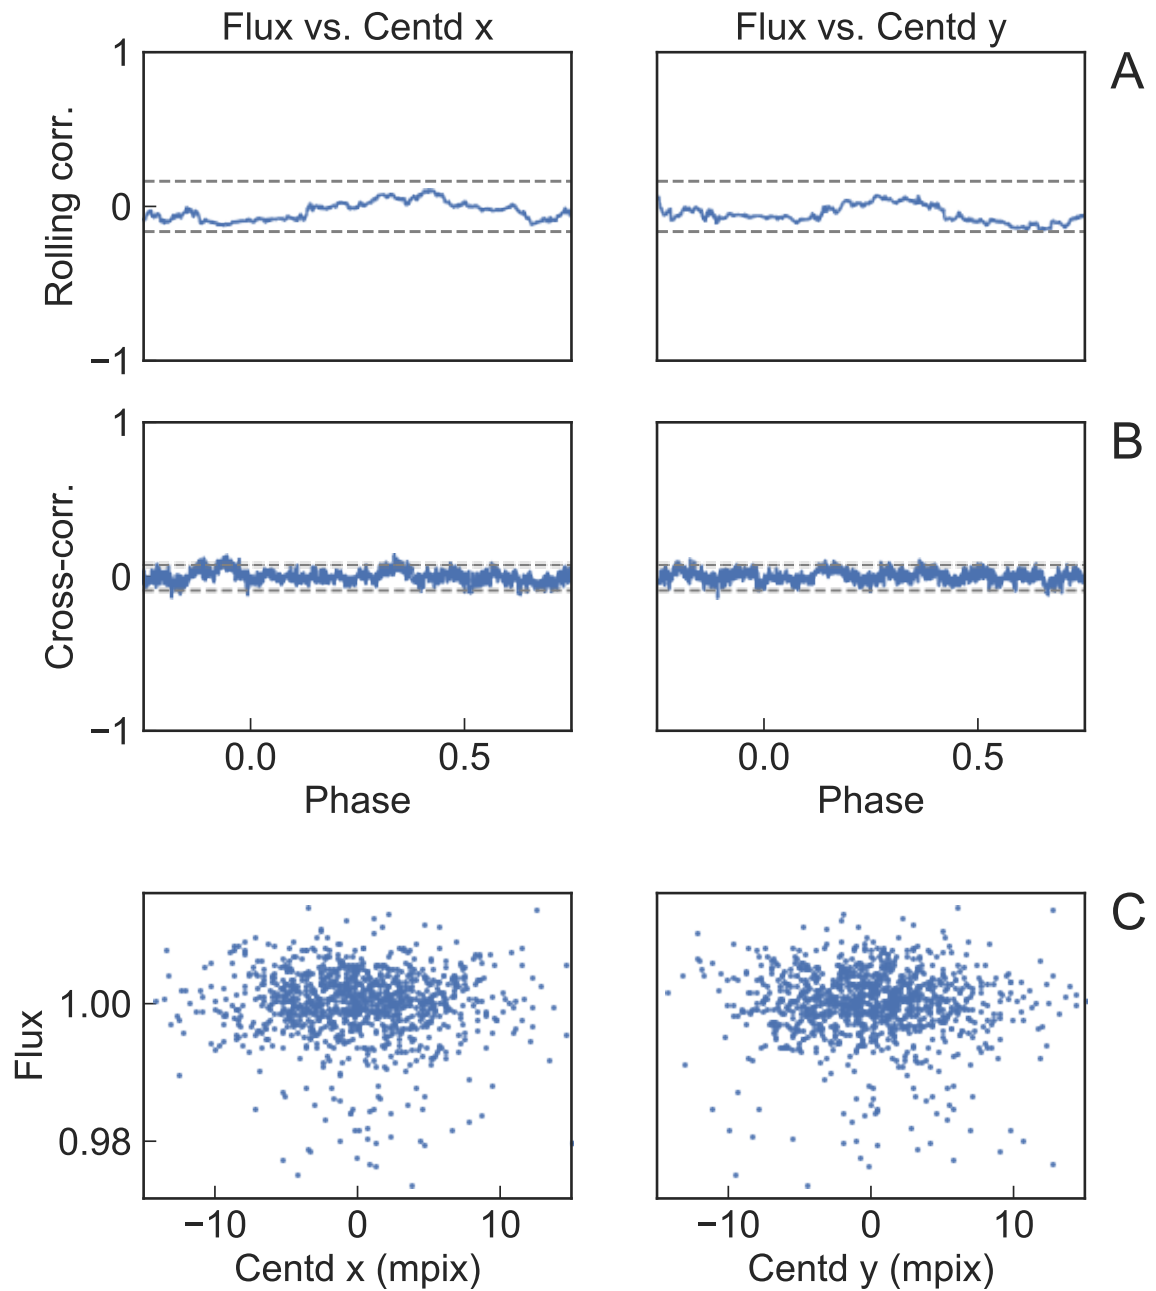 Flux vs. Centd x
Flux vs. Centd y
A
1
0
−1
Rolling corr.
B
1
0
−1
Cross-corr.
0.0
0.5
0.0
0.5
Phase
Phase
C
1.00
0.98
Flux
−10
0
10
−10
0
10
Centd x (mpix)
Centd y (mpix)